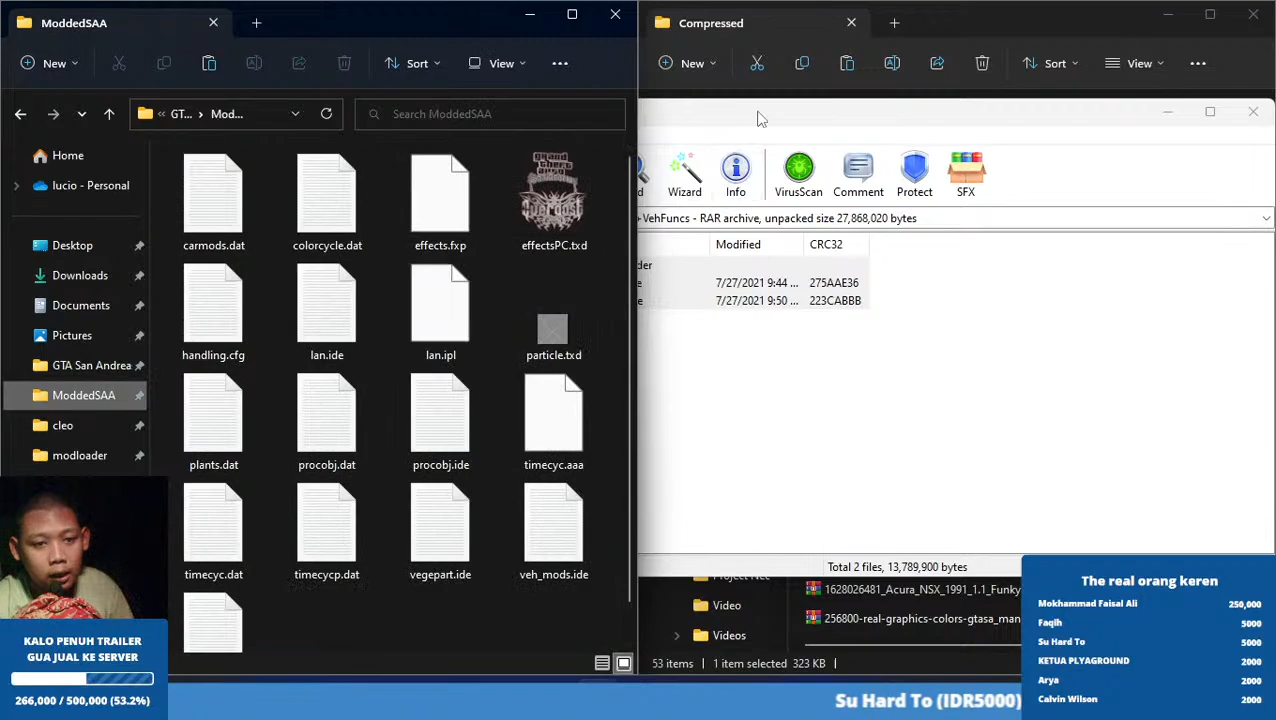 ModdedSAA
New
Sort
View
GT...
Mod...
Search ModdedSAA
Home
lucio - Personal
Desktop
Downloads
Documents
Pictures
GTA San Andrea
ModdedSAA
cleo
modloader
carmods.dat
colorcycle.dat
effects.fxp
effectsPC.txd
handling.cfg
lan.ide
lan.ipl
particle.txd
plants.dat
procobj.dat
procobj.ide
timecyc.aaa
timecyc.dat
timecycp.dat
vegepart.ide
veh_mods.ide
Compressed
New
Sort
View
d
Wizard
Info
VirusScan
Comment
Protect
SFX
VehFuncs - RAR archive, unpacked size 27,868,020 bytes
Modified
CRC32
der
e
7/27/2021 9:44 ...
275AAE36
e
7/27/2021 9:50 ...
223CABBB
Total 2 files, 13,789,900 bytes
Video
Videos
1628026481_Acura_NSX_1991_1.1_Funky
256800-real-graphics-colors-gtasa_man
53 items
1 item selected 323 KB
KALO PENUH TRAILER
GUA JUAL KE SERVER
266,000 / 500,000 (53.2%)
The real orang keren
Mokhammad Faisal Ali 250,000
Faqih 5000
Su Hard To 5000
KETUA PLYAGROUND 2000
Arya 2000
Calvin Wilson 2000
Su Hard To (IDR5000)